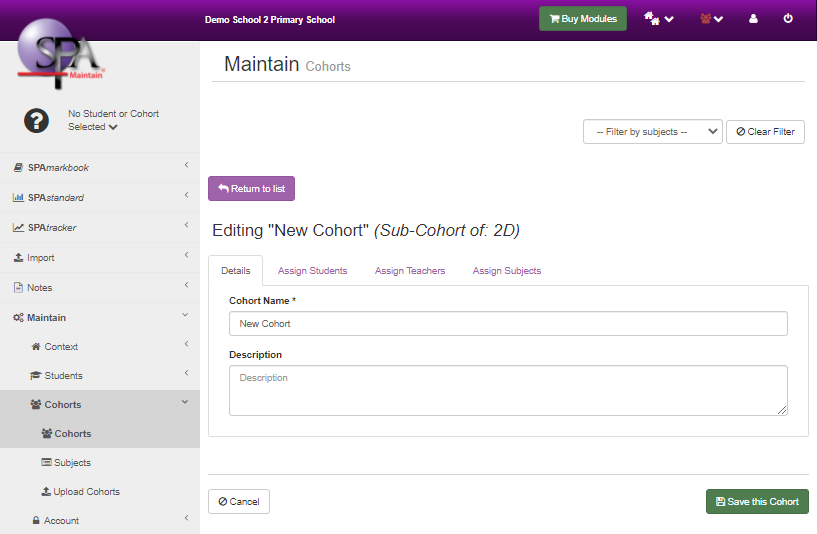 Demo School 2 Primary School
Buy Modules
SPA
Maintain
No Student or Cohort
Selected
SPAmarkbook
SPAstandard
SPAtracker
Import
Notes
Maintain
Context
Students
Cohorts
Cohorts
Subjects
Upload Cohorts
Account
Maintain Cohorts
-- Filter by subjects --
Clear Filter
Return to list
Editing "New Cohort" (Sub-Cohort of: 2D)
Details Assign Students Assign Teachers Assign Subjects
Cohort Name *
New Cohort
Description
Description
Cancel
Save this Cohort